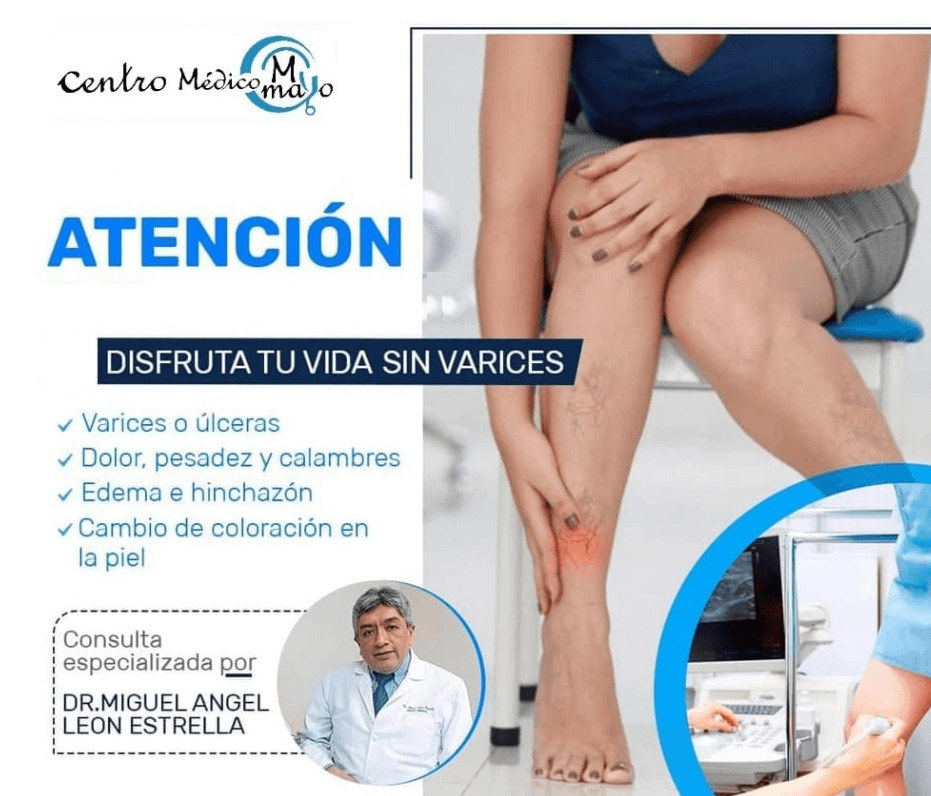 Centro Médico
M
mayo
ATENCIÓN
DISFRUTA TU VIDA SIN VARICES
Varices o úlceras
Dolor, pesadez y calambres
Edema e hinchazón
Cambio de coloración en
la piel
Consulta
especializada por
DR.MIGUEL ANGEL
LEON ESTRELLA